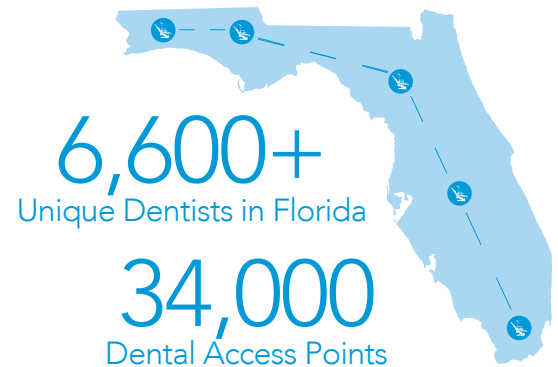 6,600+
Unique Dentists in Florida
34,000
Dental Access Points